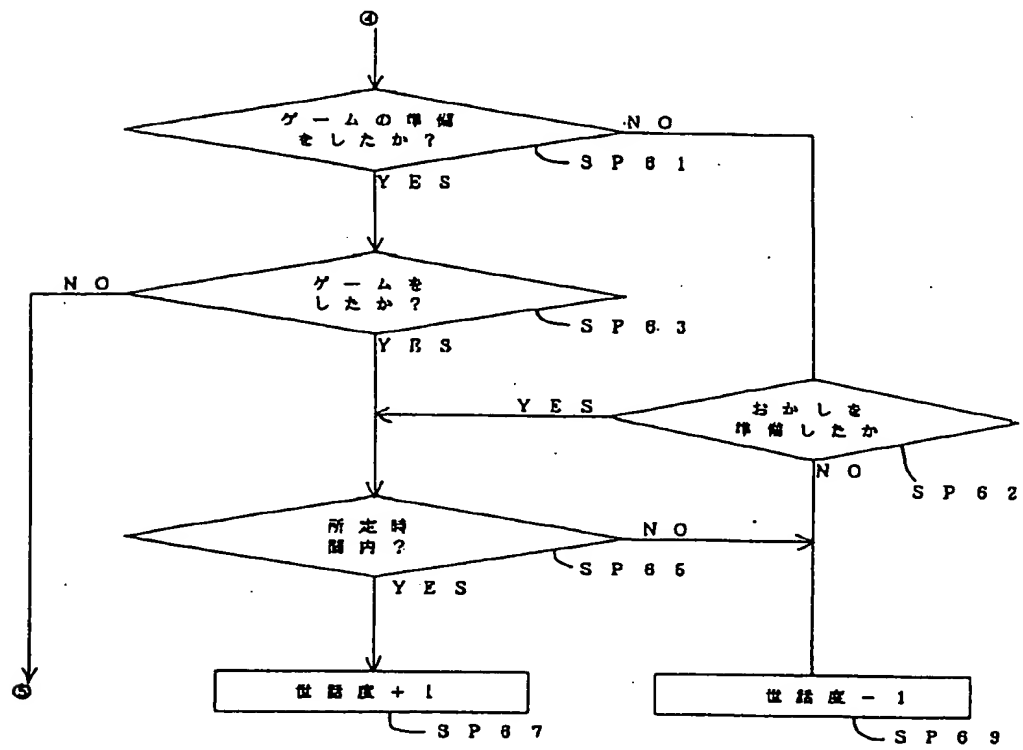 ④
ゲームの準備
をしたか?
NO
SP61
YES
ゲームを
したか?
NO
SP63
YES
おかしを
準備したか
YES
NO
SP62
所定時
間内?
NO
SP65
YES
⑤
世話度+1
世話度-1
SP67
SP69